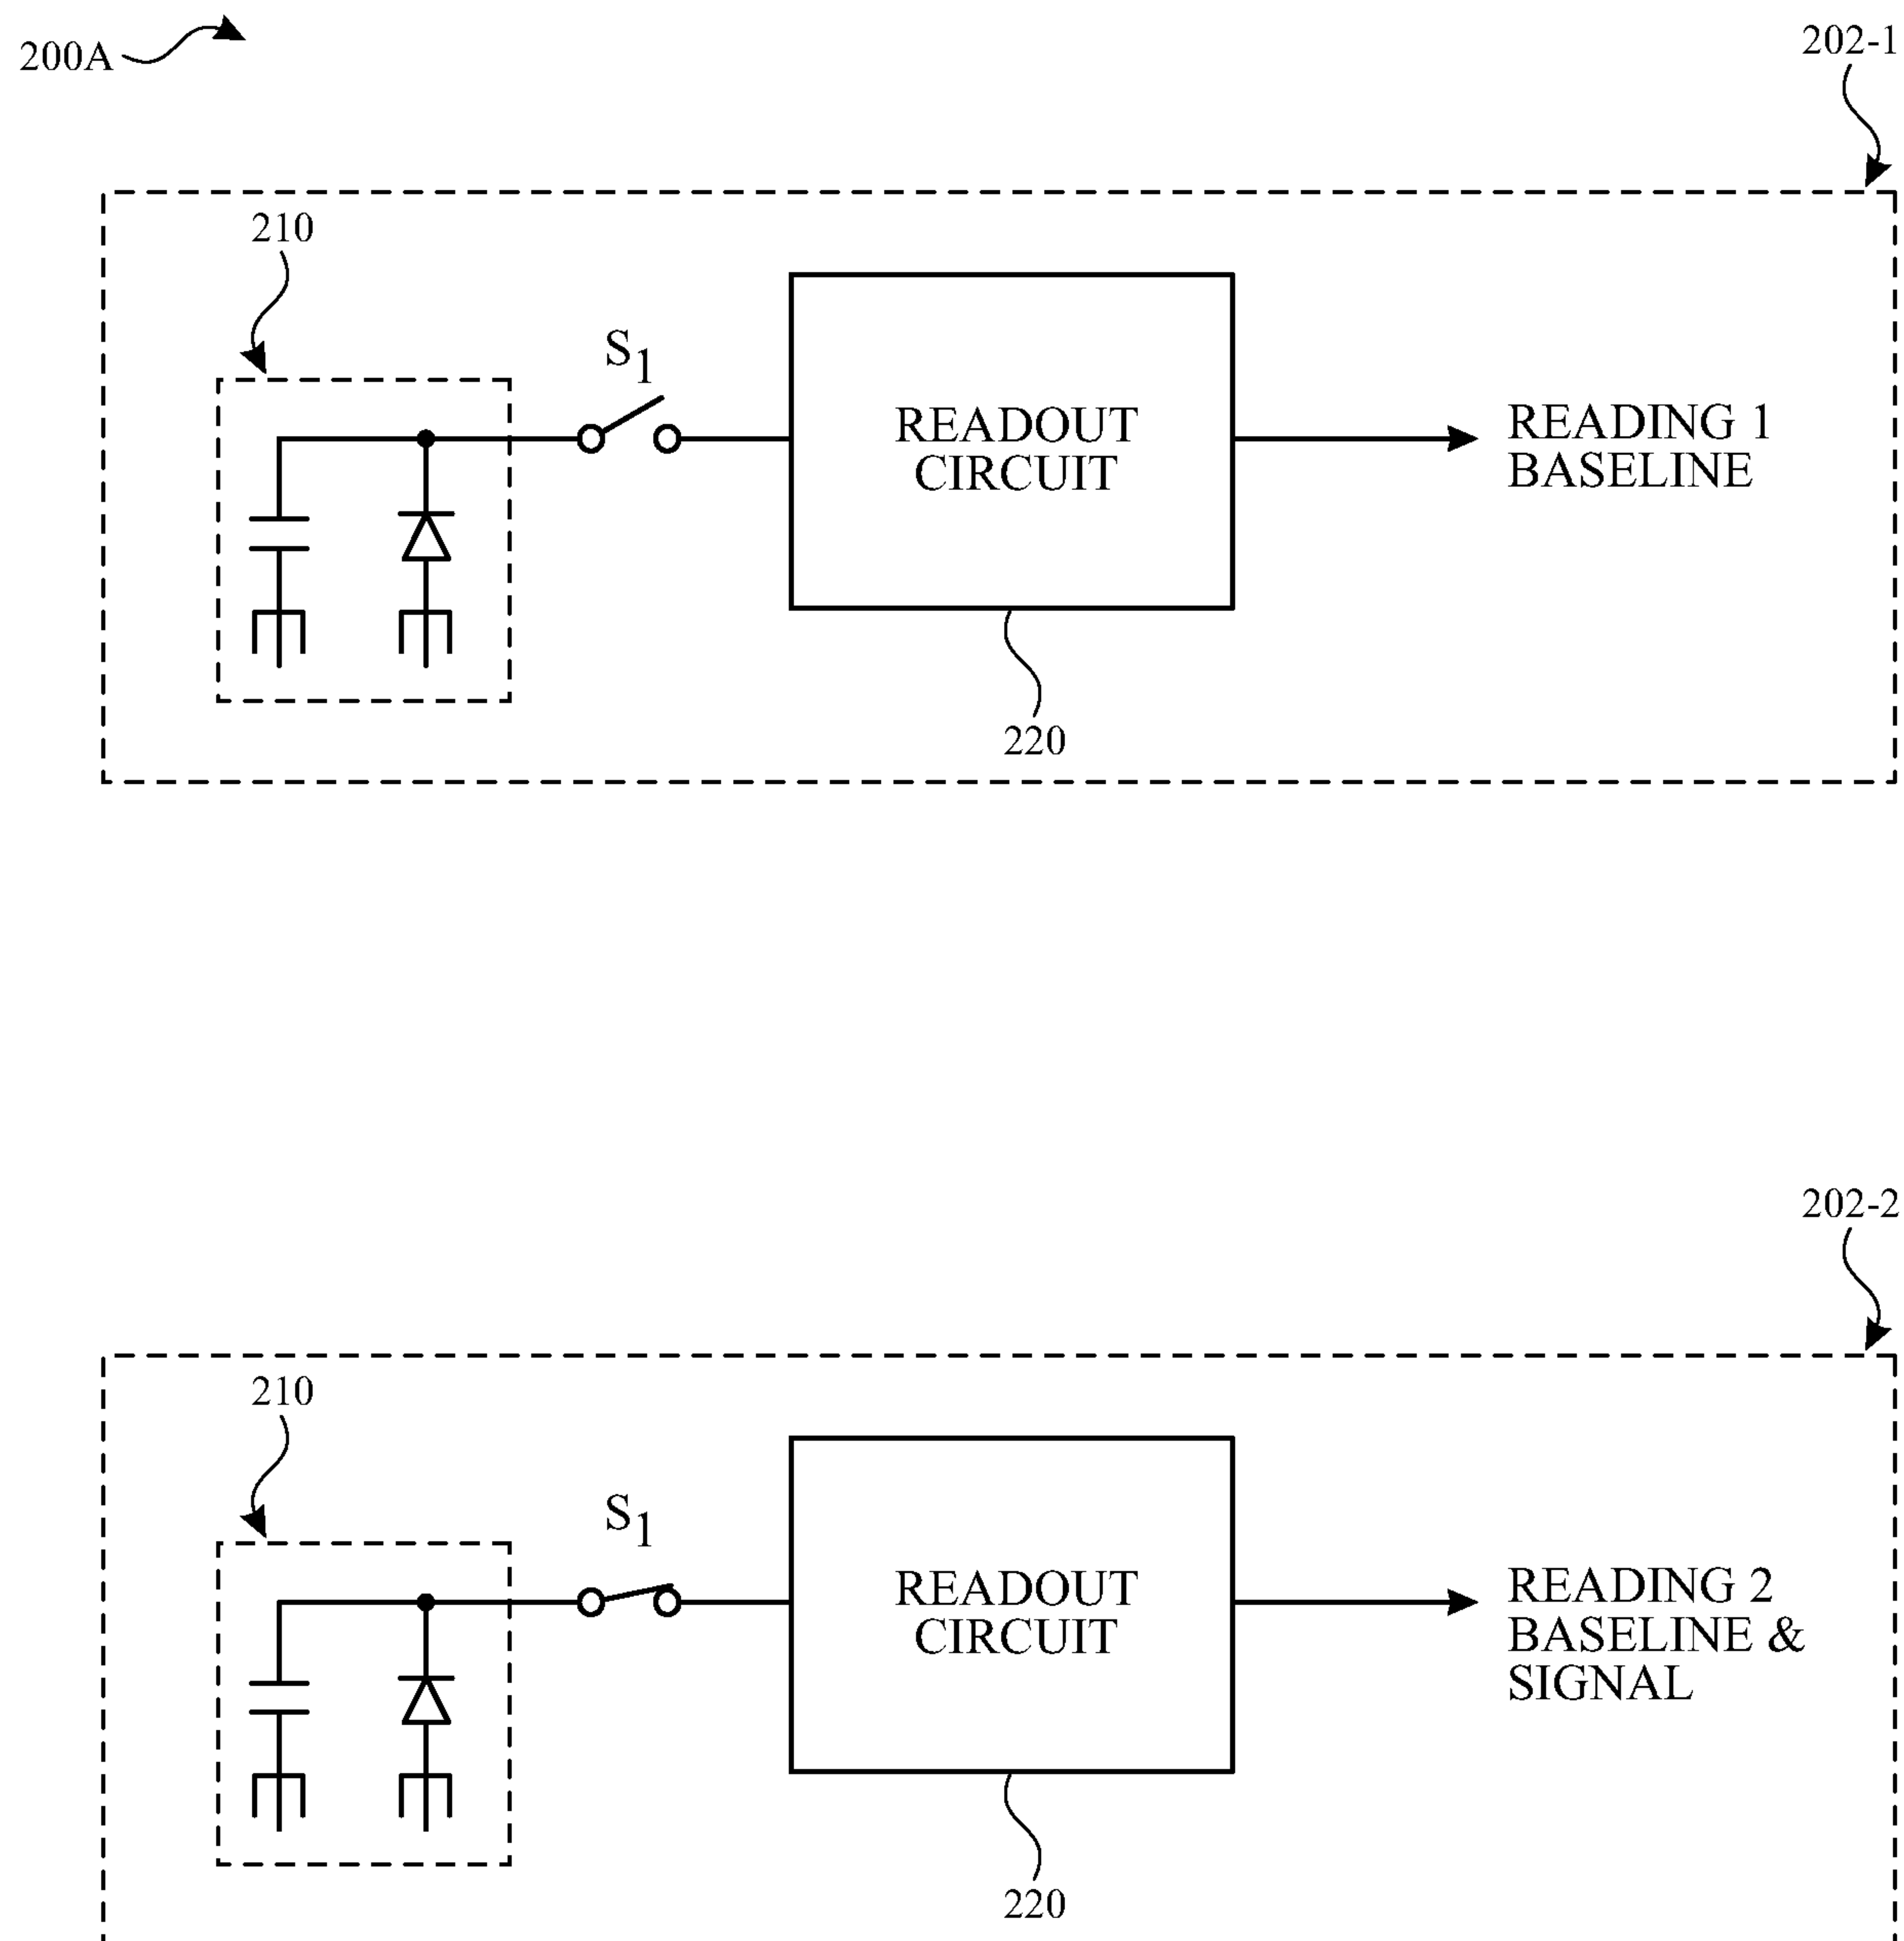 200A
202-1
210
S1
READOUT
CIRCUIT
READING 1
BASELINE
220
202-2
210
S1
READOUT
CIRCUIT
READING 2
BASELINE &
SIGNAL
220